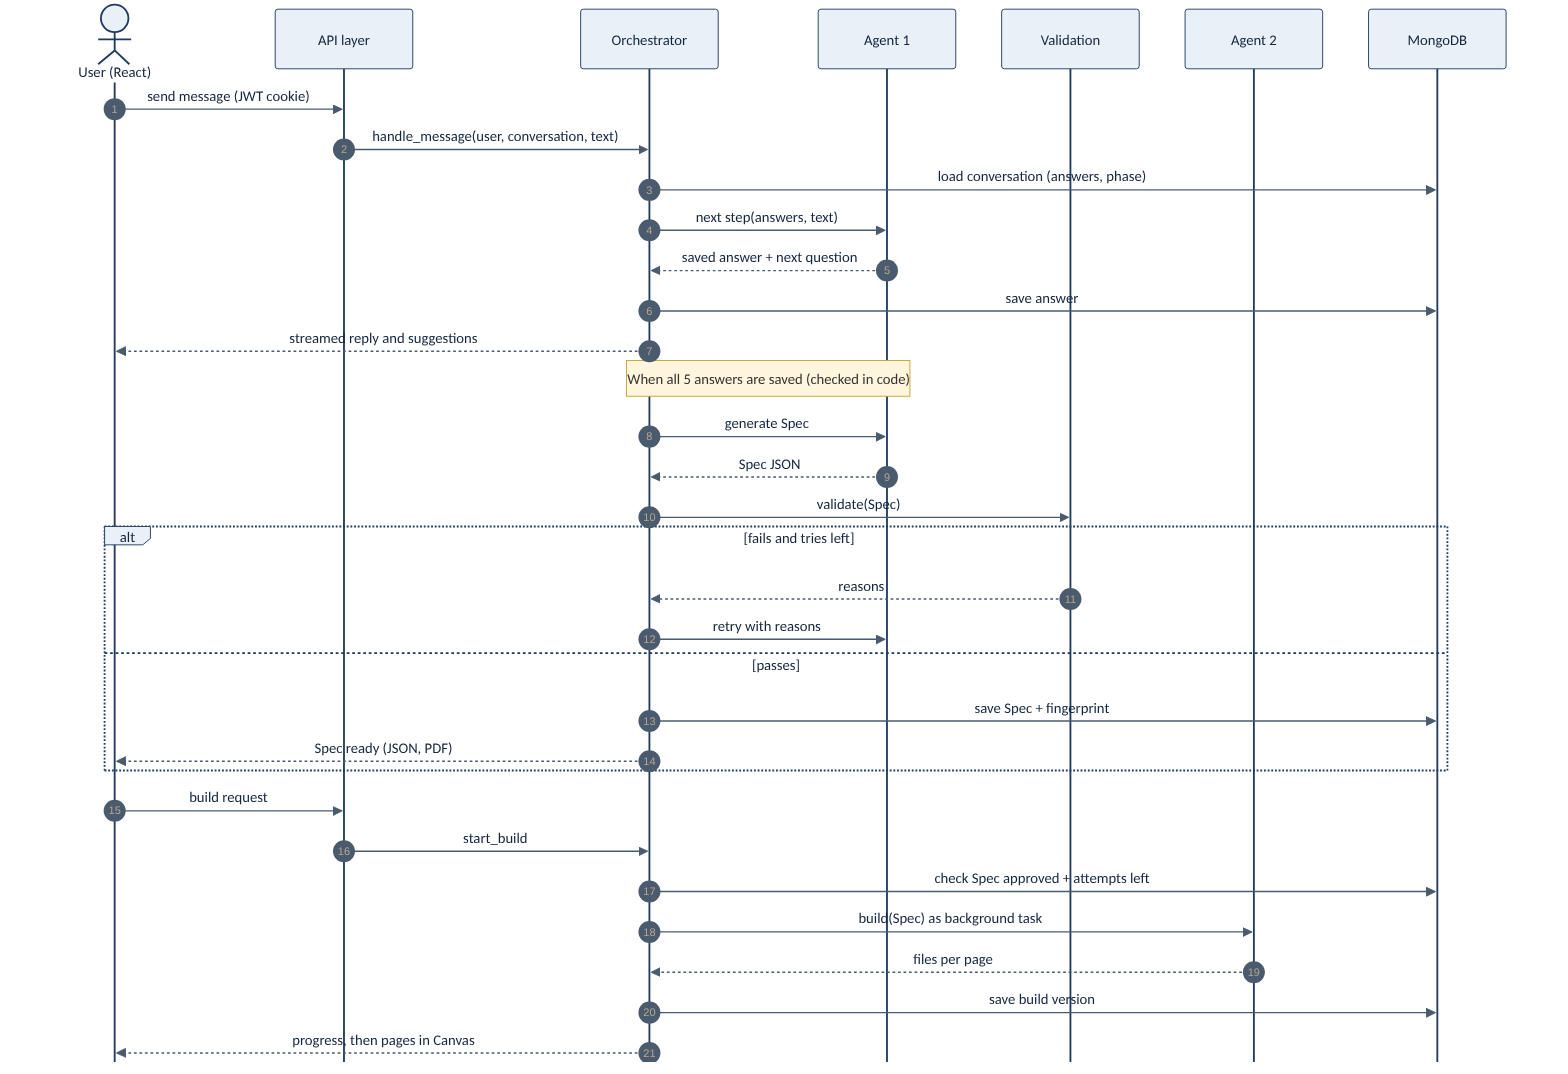 User (React)
API layer
Orchestrator
Agent 1
Validation
Agent 2
MongoDB
send message (JWT cookie)
1
handle_message(user, conversation, text)
2
load conversation (answers, phase)
3
next step(answers, text)
4
saved answer + next question
5
save answer
6
streamed reply and suggestions
7
When all 5 answers are saved (checked in code)
generate Spec
8
Spec JSON
9
validate(Spec)
10
alt
[fails and tries left]
reasons
11
retry with reasons
12
[passes]
save Spec + fingerprint
13
Spec ready (JSON, PDF)
14
build request
15
start_build
16
check Spec approved + attempts left
17
build(Spec) as background task
18
files per page
19
save build version
20
progress, then pages in Canvas
21